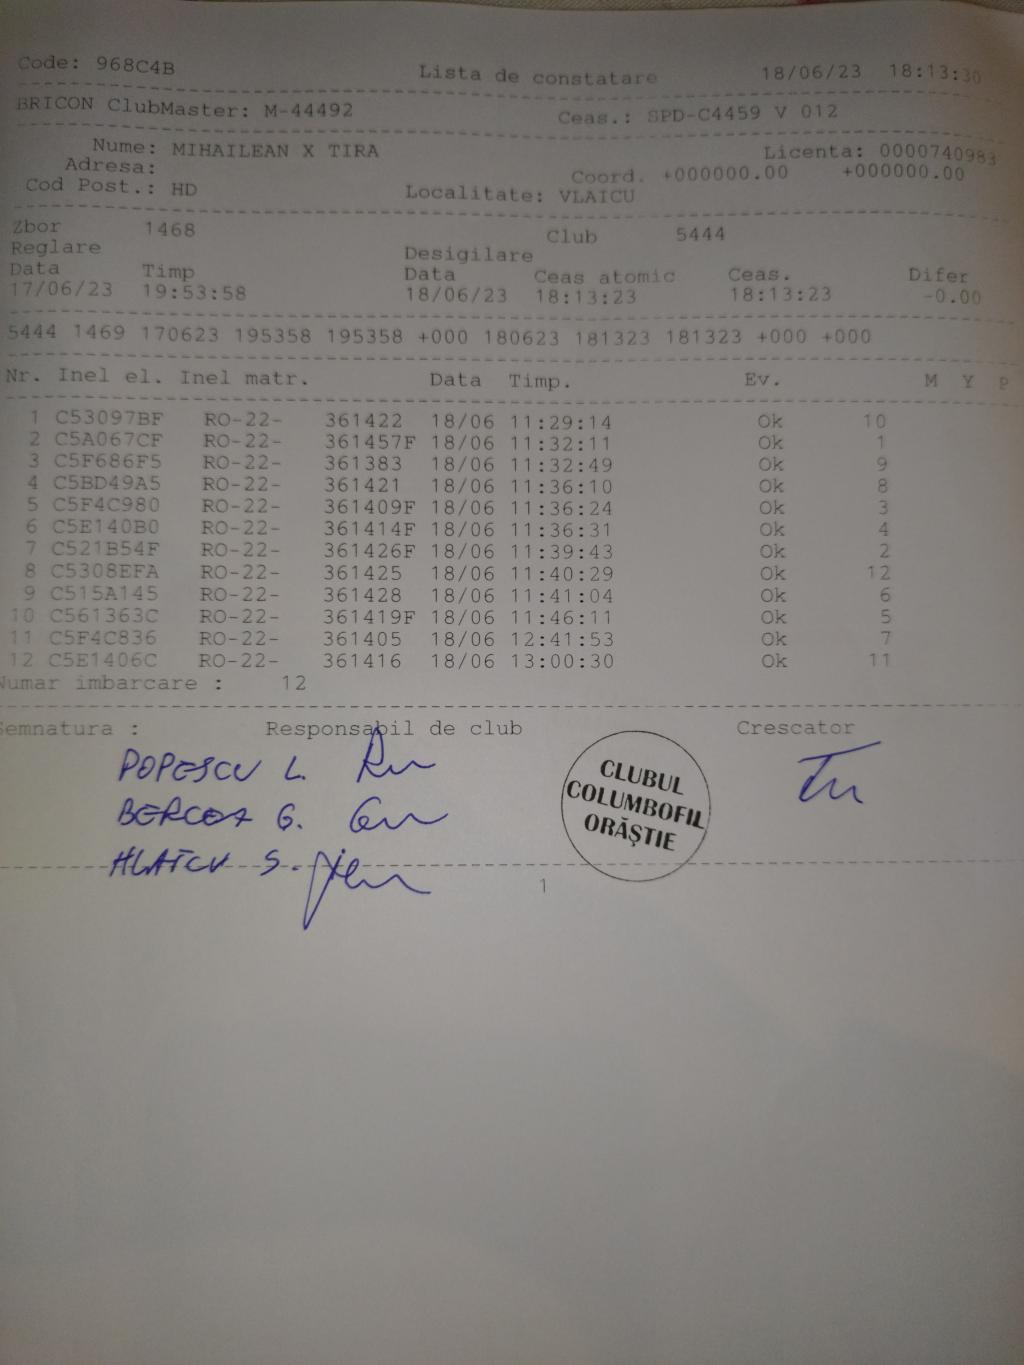 Code: 968C4B Lista de constatare 18/06/23 18:13:30
BRICON ClubMaster: M-44492 Ceas.: SPD-C4459 V 012
Nume: MIHAILEAN X TIRA Licenta: 0000740983
Adresa: Coord. +000000.00 +000000.00
Cod Post.: HD Localitate: VLAICU
Zbor 1468 Club 5444
Reglare Desigilare
Data Timp Data Ceas atomic Ceas. Difer
17/06/23 19:53:58 18/06/23 18:13:23 18:13:23 -0.00
5444 1469 170623 195358 195358 +000 180623 181323 181323 +000 +000
Nr. Inel el. Inel matr. Data Timp. Ev. M Y P
1 C53097BF RO-22- 361422 18/06 11:29:14 Ok 10
2 C5A067CF RO-22- 361457F 18/06 11:32:11 Ok 1
3 C5F686F5 RO-22- 361383 18/06 11:32:49 Ok 9
4 C5BD49A5 RO-22- 361421 18/06 11:36:10 Ok 8
5 C5F4C980 RO-22- 361409F 18/06 11:36:24 Ok 3
6 C5E140B0 RO-22- 361414F 18/06 11:36:31 Ok 4
7 C521B54F RO-22- 361426F 18/06 11:39:43 Ok 2
8 C5308EFA RO-22- 361425 18/06 11:40:29 Ok 12
9 C515A145 RO-22- 361428 18/06 11:41:04 Ok 6
10 C561363C RO-22- 361419F 18/06 11:46:11 Ok 5
11 C5F4C836 RO-22- 361405 18/06 12:41:53 Ok 7
12 C5E1406C RO-22- 361416 18/06 13:00:30 Ok 11
Numar imbarcare : 12
Semnatura : Responsabil de club Crescator
POPESCU L.
BERCEA G.
S.
CLUBUL
COLUMBOFIL
ORĂȘTIE
1